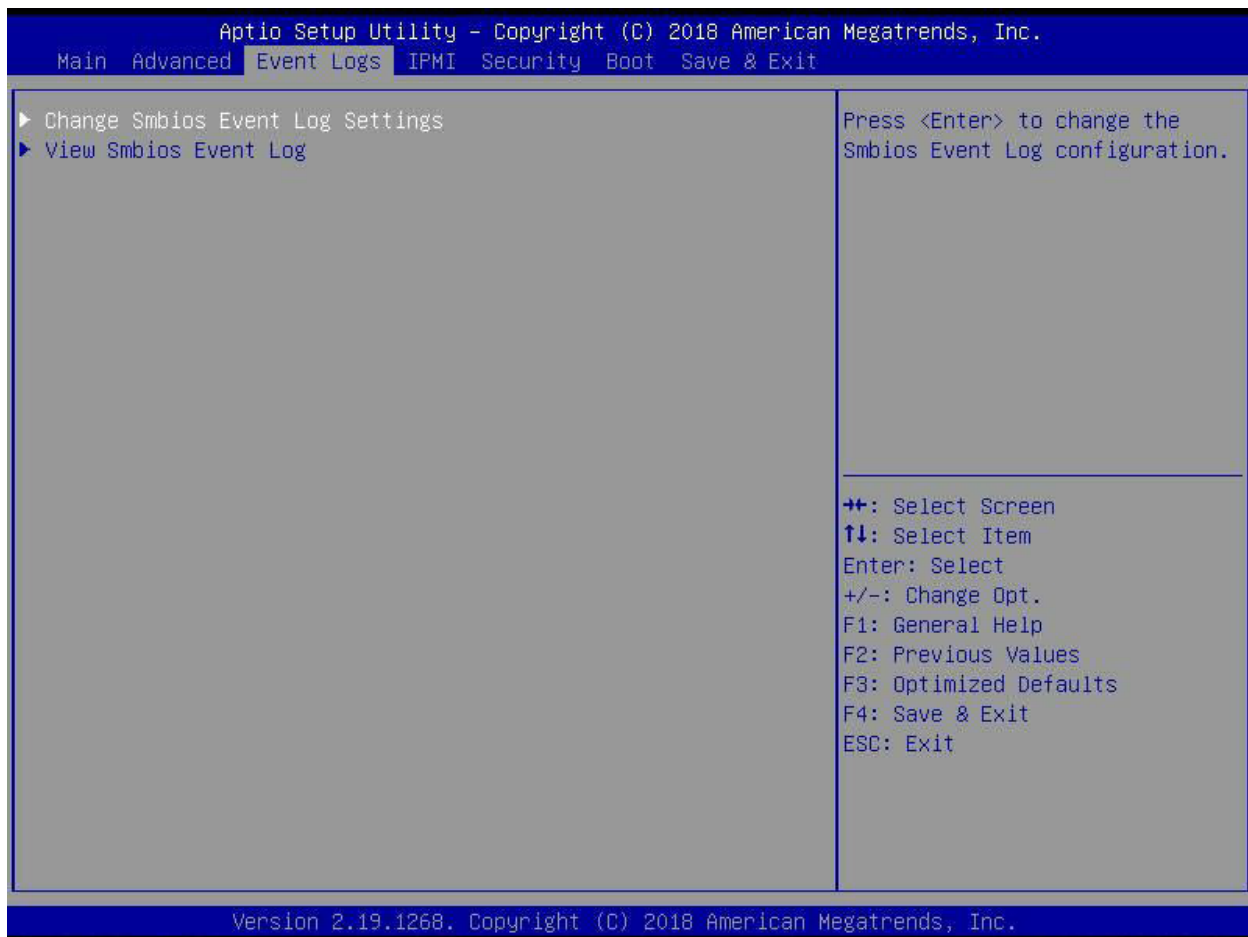 Aptio Setup Utility – Copyright (C) 2018 American Megatrends, Inc.
Main Advanced Event Logs IPMI Security Boot Save & Exit
▶ Change Smbios Event Log Settings
▶ View Smbios Event Log
Press <Enter> to change the
Smbios Event Log configuration.
→←: Select Screen
↑↓: Select Item
Enter: Select
+/-: Change Opt.
F1: General Help
F2: Previous Values
F3: Optimized Defaults
F4: Save & Exit
ESC: Exit
Version 2.19.1268. Copyright (C) 2018 American Megatrends, Inc.